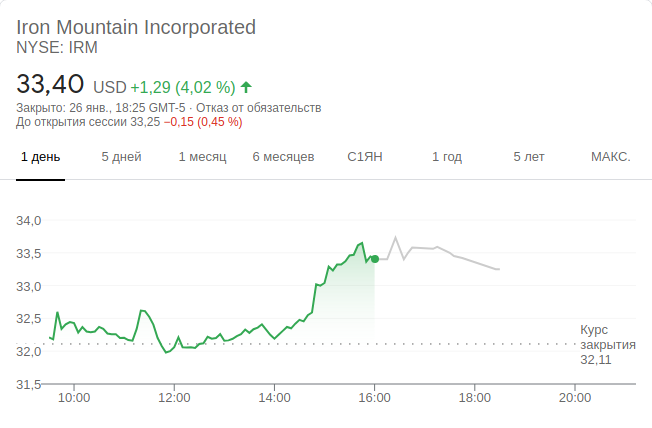 Iron Mountain Incorporated
NYSE: IRM
33,40 USD +1,29 (4,02 %)
Закрыто: 26 янв., 18:25 GMT-5 · Отказ от обязательств
До открытия сессии 33,25 −0,15 (0,45 %)
1 день 5 дней 1 месяц 6 месяцев С1ЯН 1 год 5 лет МАКС.
34,0
33,5
33,0
32,5
32,0
31,5
Курс
закрытия
32,11
10:00 12:00 14:00 16:00 18:00 20:00